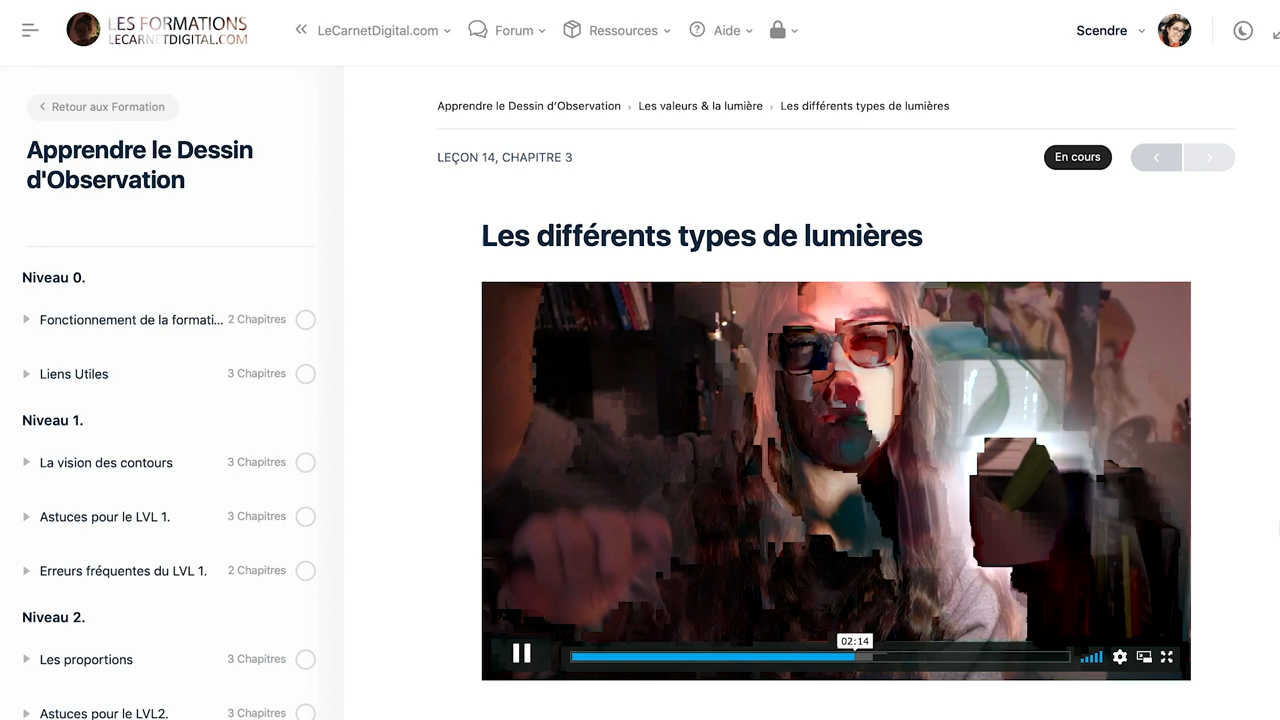 LES FORMATIONS
LECARNETDIGITAL.COM
LeCarnetDigital.com
Forum
Ressources
Aide
Scendre
Retour aux Formation
Apprendre le Dessin
d'Observation
Niveau 0.
Fonctionnement de la formati... 2 Chapitres
Liens Utiles 3 Chapitres
Niveau 1.
La vision des contours 3 Chapitres
Astuces pour le LVL 1. 3 Chapitres
Erreurs fréquentes du LVL 1. 2 Chapitres
Niveau 2.
Les proportions 3 Chapitres
Astuces pour le LVL2. 3 Chapitres
Apprendre le Dessin d’Observation › Les valeurs & la lumière › Les différents types de lumières
LEÇON 14, CHAPITRE 3
En cours
Les différents types de lumières
02:14